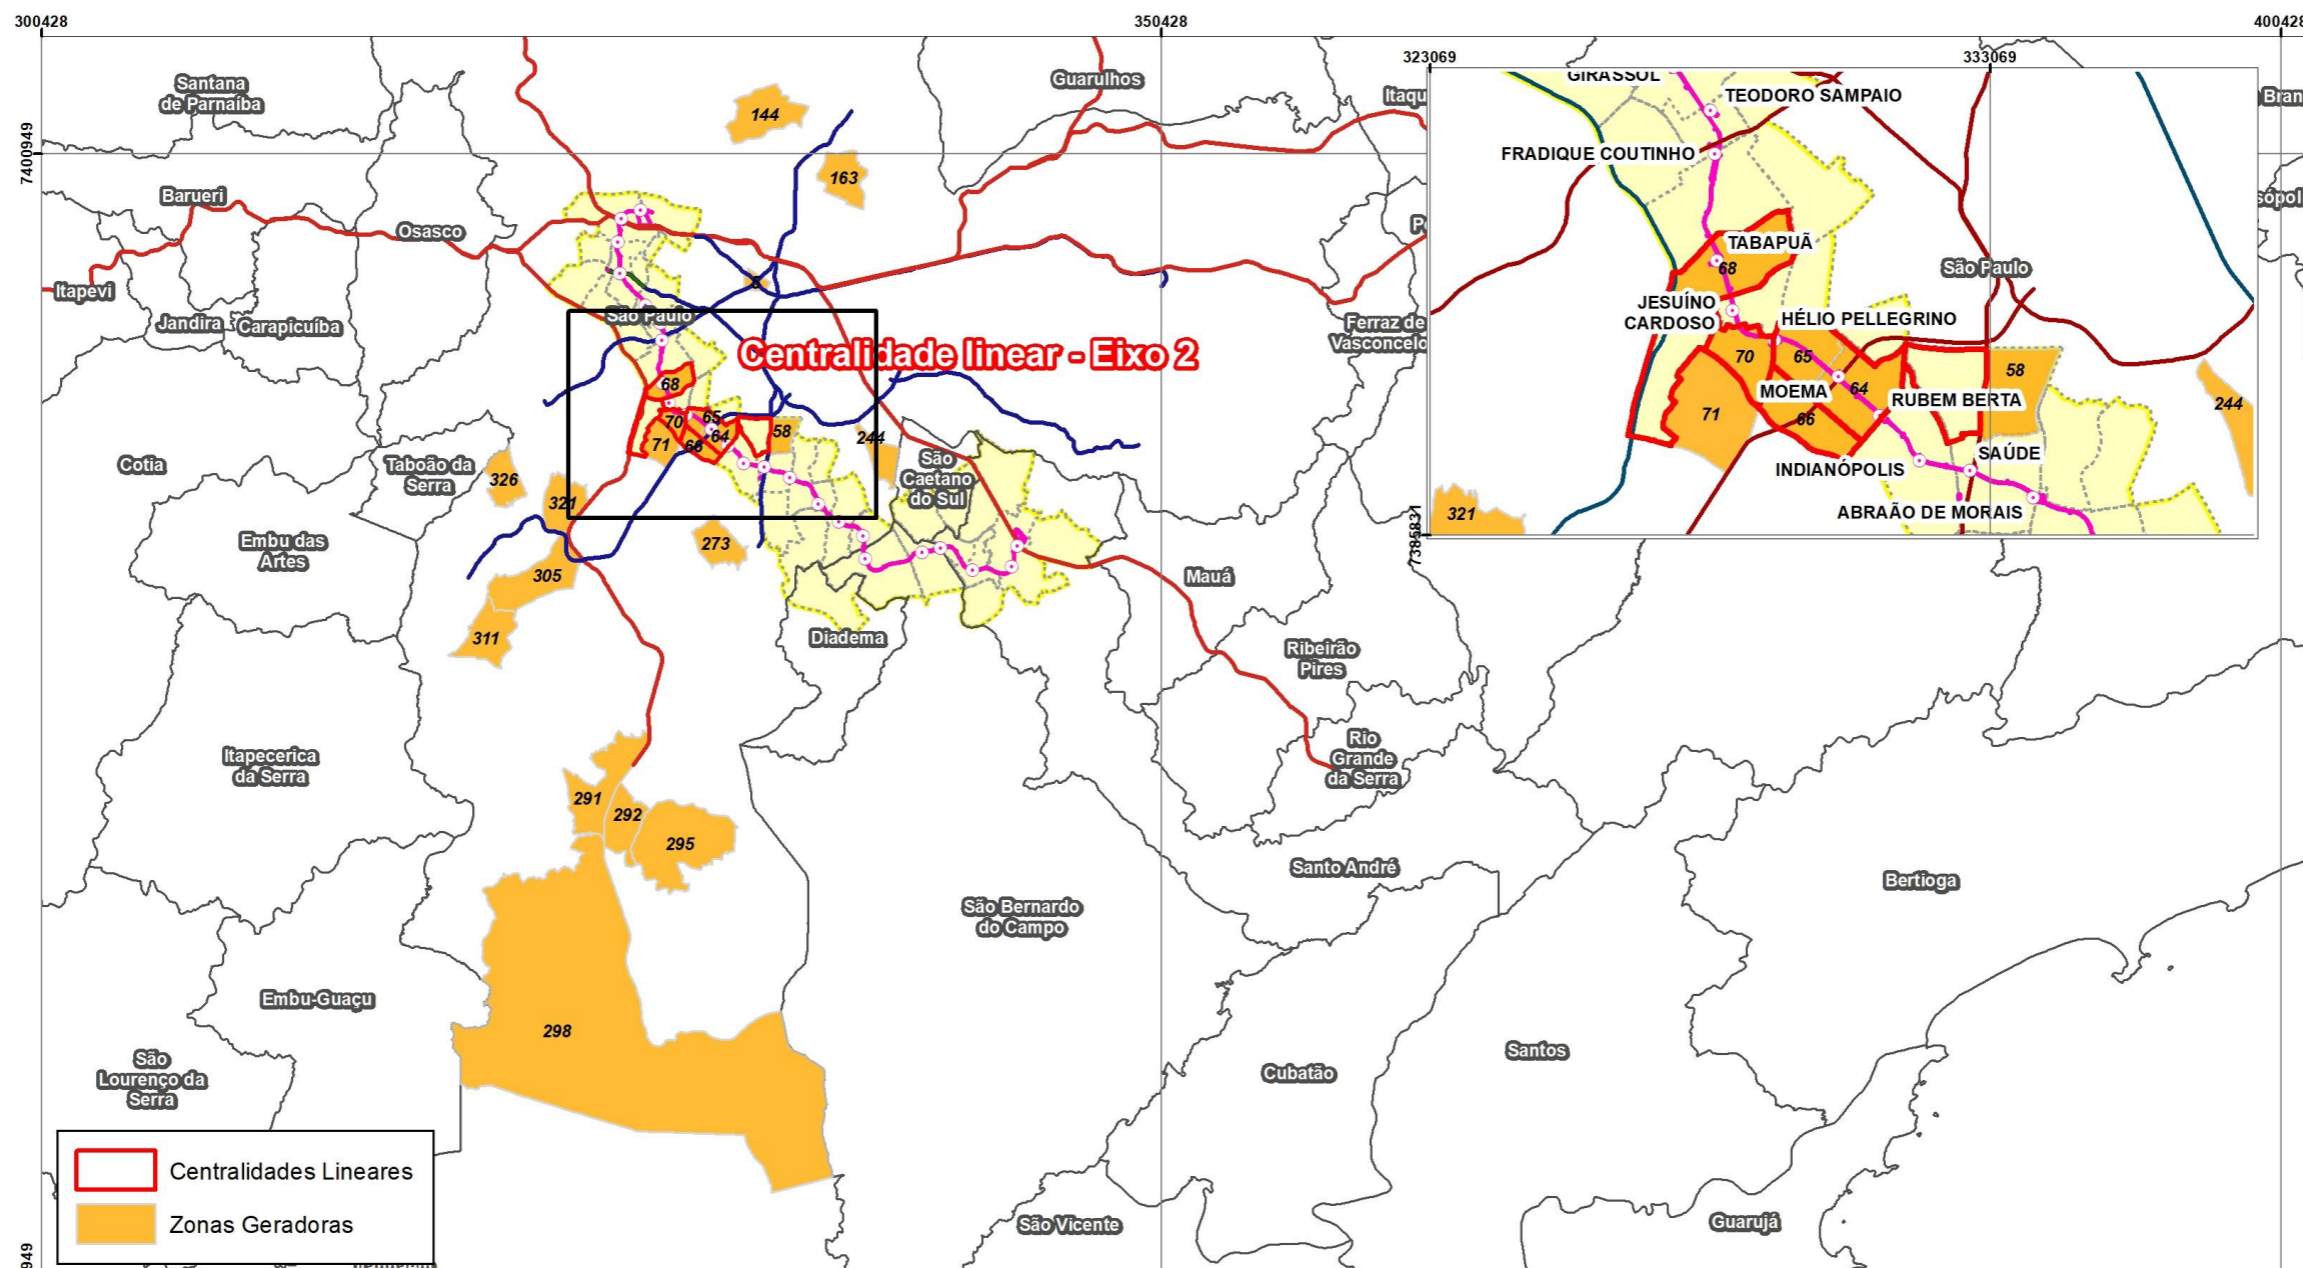 300428
350428
400428
7400949
Santana
de Parnaíba
Guarulhos
144
163
Barueri
Osasco
Itapevi
Jandira
Carapicuíba
São Paulo
Ferraz de
Centralidade linear - Eixo 2
68
70
65
64
71
66
58
244
Cotia
Taboão da
Serra
326
321
São
Caetano
do Sul
Embu das
Artes
273
305
311
Mauá
Diadema
Ribeirão
Pires
Itapecerica
da Serra
Rio
Grande
da Serra
291
292
295
Santo André
Bertioga
São Bernardo
do Campo
Embu-Guaçu
298
São
Lourenço da
Serra
Cubatão
Santos
São Vicente
Guarujá
323069
333069
7385831
GIRASSOL
TEODORO SAMPAIO
FRADIQUE COUTINHO
TABAPUÃ
68
São Paulo
JESUÍNO
CARDOSO
HÉLIO PELLEGRINO
70
65
58
MOEMA
64
RUBEM BERTA
71
66
244
INDIANÓPOLIS
SAÚDE
321
ABRAÃO DE MORAIS
Centralidades Lineares
Zonas Geradoras